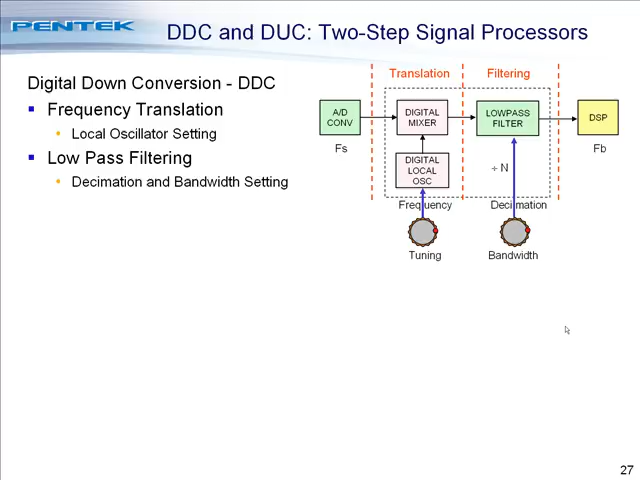 PENTEK
DDC and DUC: Two-Step Signal Processors
Digital Down Conversion - DDC
Frequency Translation
Local Oscillator Setting
Low Pass Filtering
Decimation and Bandwidth Setting
Translation
Filtering
A/D
CONV
DIGITAL
MIXER
LOWPASS
FILTER
DSP
Fs
DIGITAL
LOCAL
OSC
÷ N
Fb
Frequency
Decimation
Tuning
Bandwidth
27